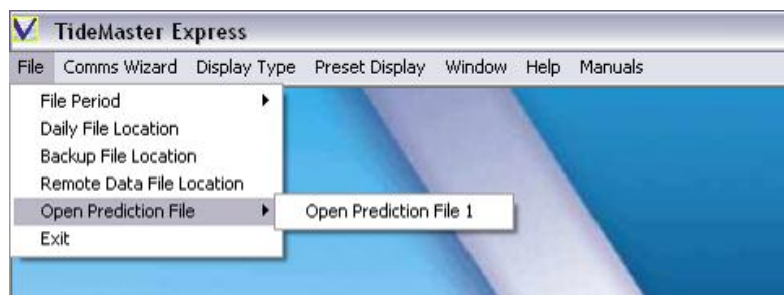 TideMaster Express
File Comms Wizard Display Type Preset Display Window Help Manuals
File Period
Daily File Location
Backup File Location
Remote Data File Location
Open Prediction File Open Prediction File 1
Exit